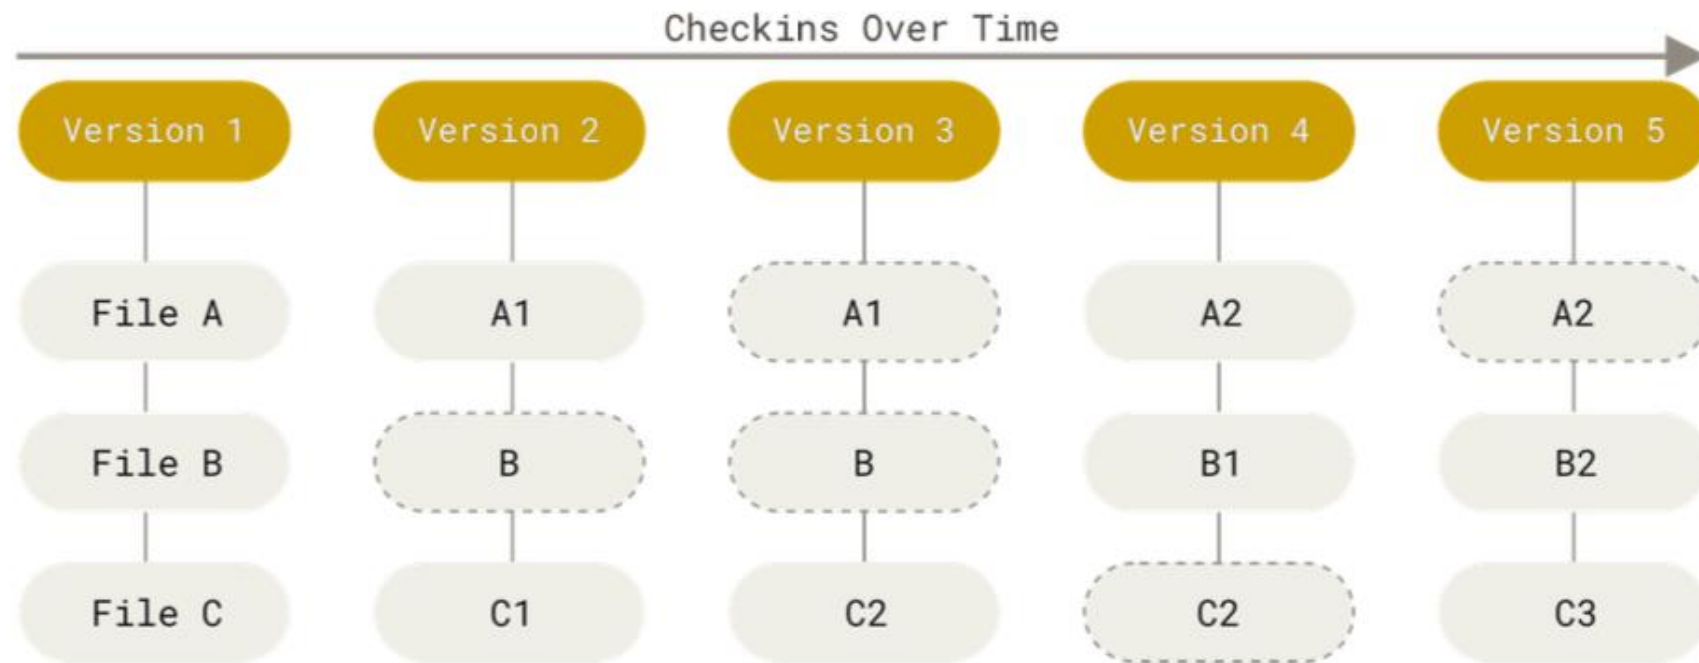 Checkins Over Time
Version 1 Version 2 Version 3 Version 4 Version 5
File A A1 A1 A2 A2
File B B B B1 B2
File C C1 C2 C2 C3